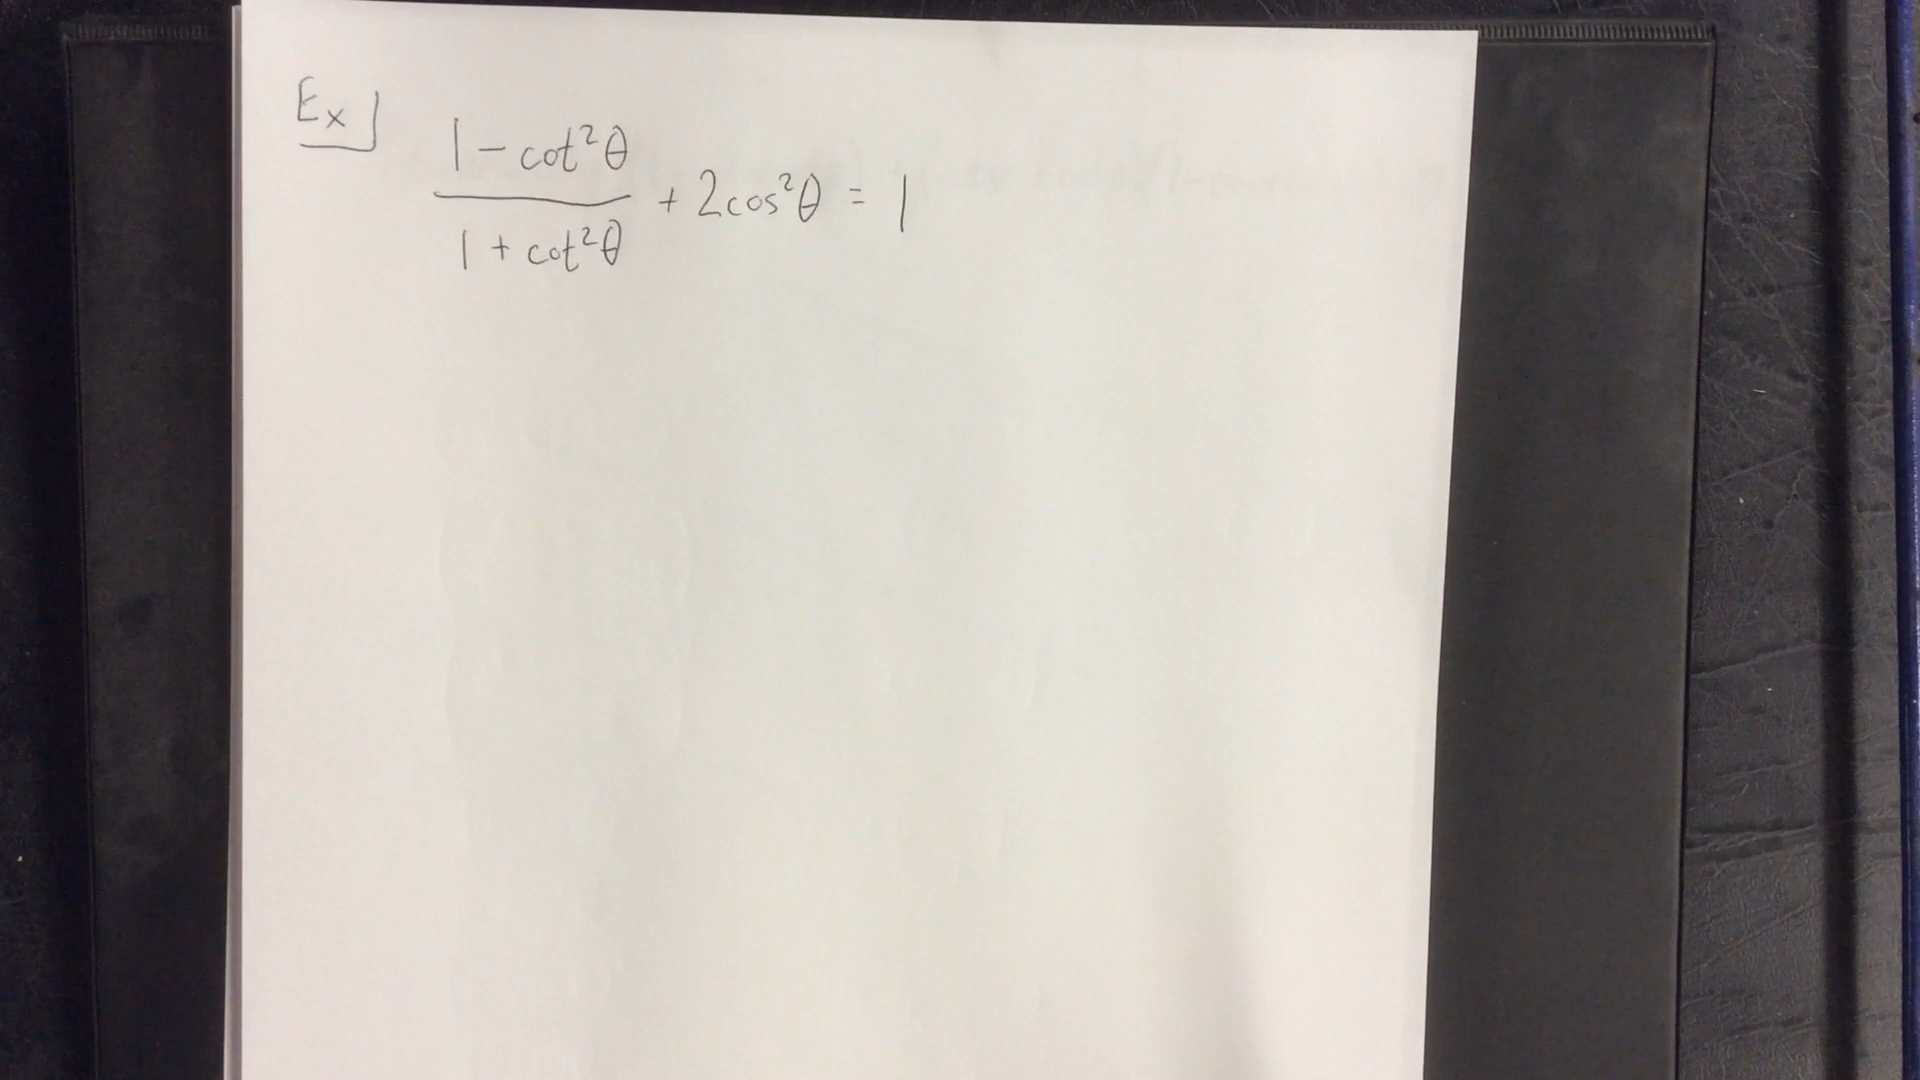 Ex
1 - cot²θ
1 + cot²θ
+ 2cos²θ = 1